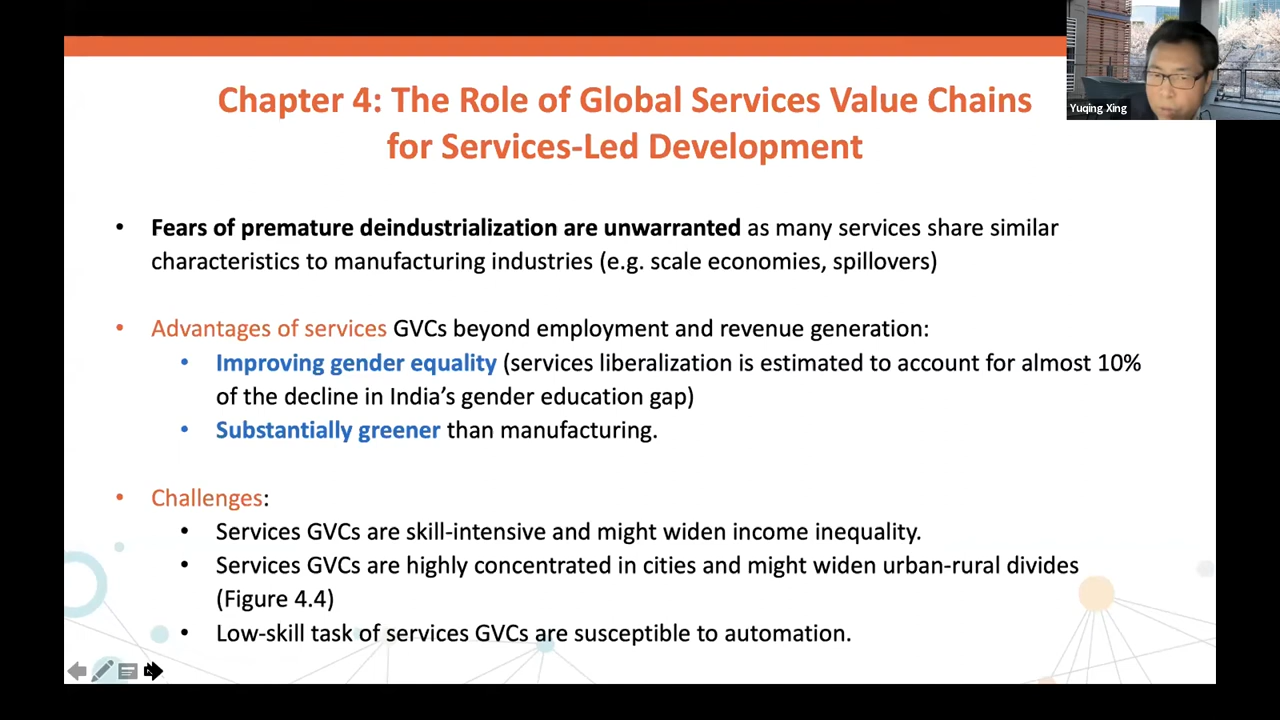 Chapter 4: The Role of Global Services Value Chains
for Services-Led Development
Yuqing Xing
• Fears of premature deindustrialization are unwarranted as many services share similar
characteristics to manufacturing industries (e.g. scale economies, spillovers)
• Advantages of services GVCs beyond employment and revenue generation:
• Improving gender equality (services liberalization is estimated to account for almost 10%
of the decline in India’s gender education gap)
• Substantially greener than manufacturing.
• Challenges:
• Services GVCs are skill-intensive and might widen income inequality.
• Services GVCs are highly concentrated in cities and might widen urban-rural divides
(Figure 4.4)
• Low-skill task of services GVCs are susceptible to automation.